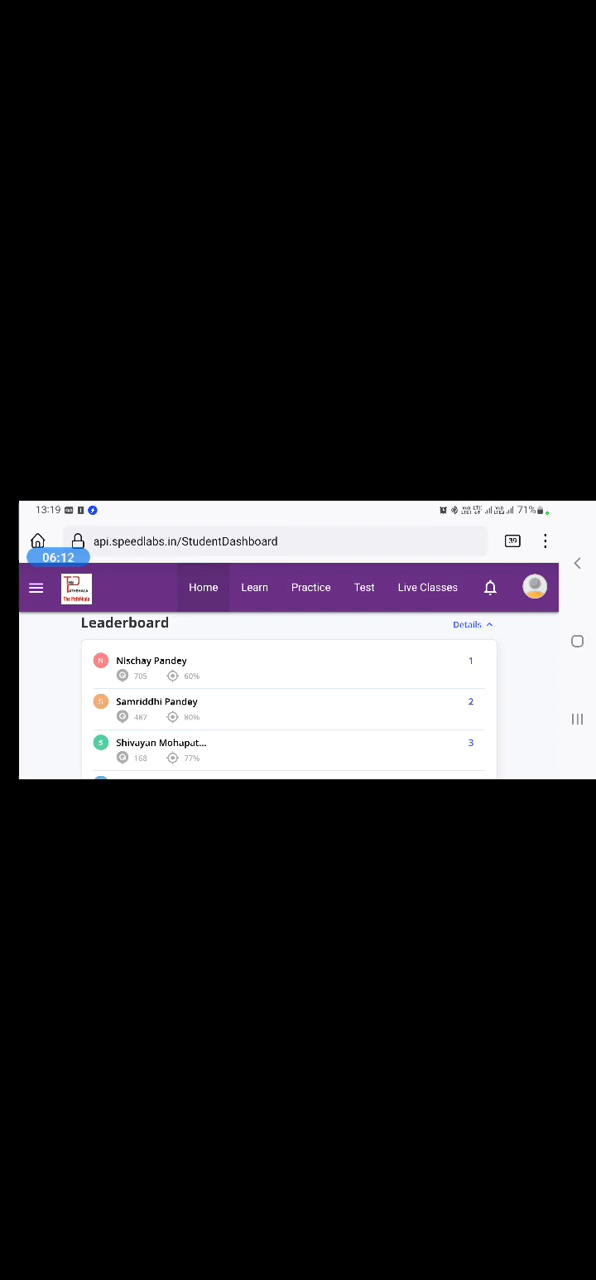 13:19 71%
api.speedlabs.in/StudentDashboard
06:12
Home Learn Practice Test Live Classes
Leaderboard Details
N Nischay Pandey 1
705 60%
S Samriddhi Pandey 2
487 80%
S Shivayan Mohapat... 3
168 77%